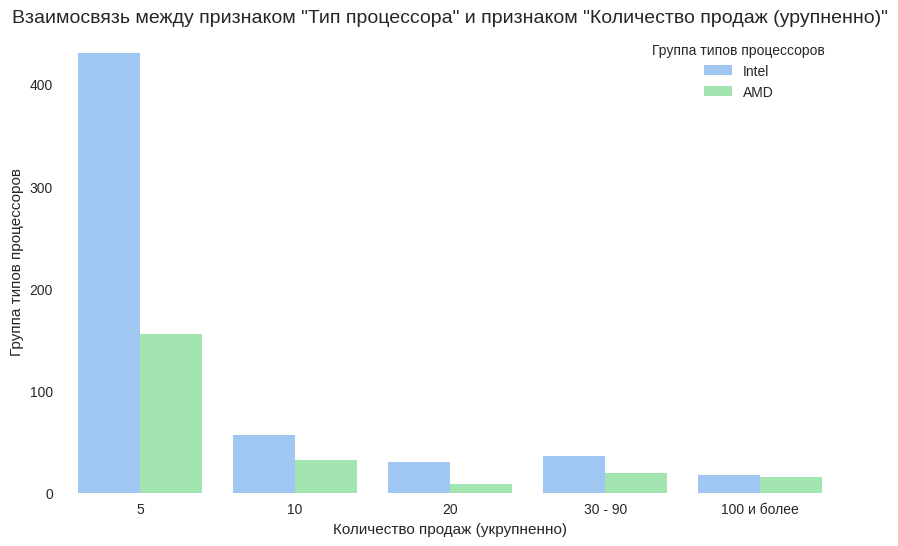 Взаимосвязь между признаком "Тип процессора" и признаком "Количество продаж (урупненно)"
Группа типов процессоров
Intel
AMD
Группа типов процессоров
400
300
200
100
0
5
10
20
30 - 90
100 и более
Количество продаж (укрупненно)